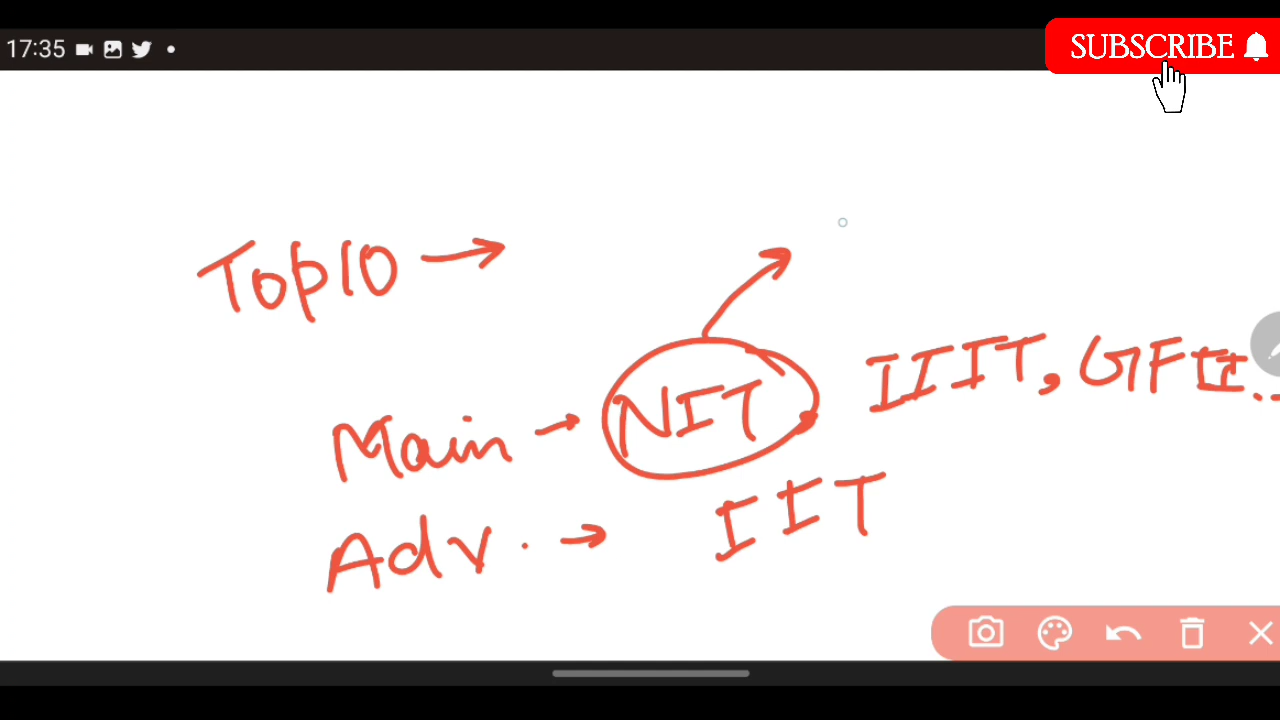 17:35
SUBSCRIBE
Top10 →
Main → NIT IIIT, GFTI...
Adv. → IIT